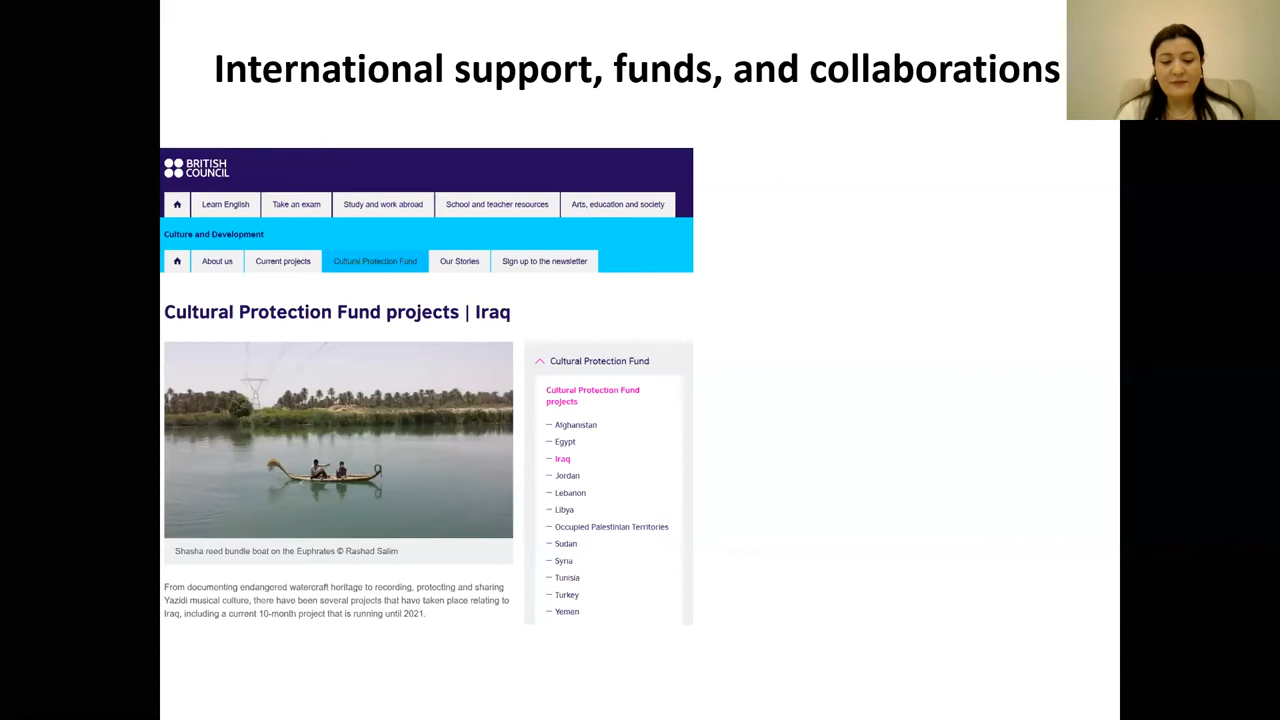 International support, funds, and collaborations
BRITISH
COUNCIL
Learn English
Take an exam
Study and work abroad
School and teacher resources
Arts, education and society
Culture and Development
About us
Current projects
Cultural Protection Fund
Our Stories
Sign up to the newsletter
Cultural Protection Fund projects | Iraq
Shasha reed bundle boat on the Euphrates © Rashad Salim
From documenting endangered watercraft heritage to recording, protecting and sharing
Yazidi musical culture, there have been several projects that have taken place relating to
Iraq, including a current 10-month project that is running until 2021.
Cultural Protection Fund
Cultural Protection Fund
projects
Afghanistan
Egypt
Iraq
Jordan
Lebanon
Libya
Occupied Palestinian Territories
Sudan
Syria
Tunisia
Turkey
Yemen